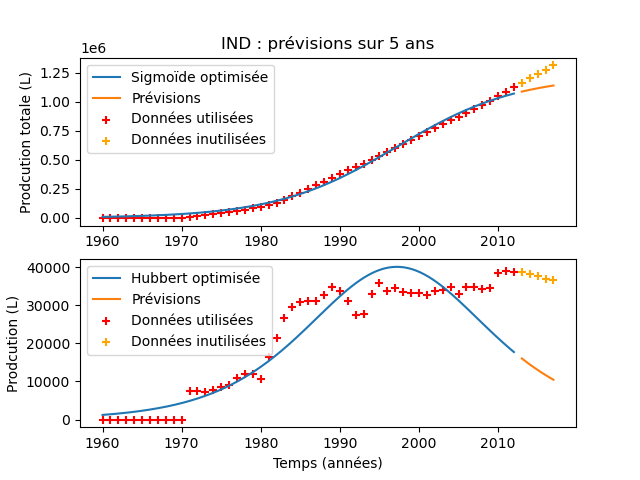 IND : prévisions sur 5 ans
1e6
Prodcution totale (L)
1.25
1.00
0.75
0.50
0.25
0.00
Sigmoïde optimisée
Prévisions
Données utilisées
Données inutilisées
1960 1970 1980 1990 2000 2010
Prodcution (L)
40000
30000
20000
10000
0
Hubbert optimisée
Prévisions
Données utilisées
Données inutilisées
1960 1970 1980 1990 2000 2010
Temps (années)